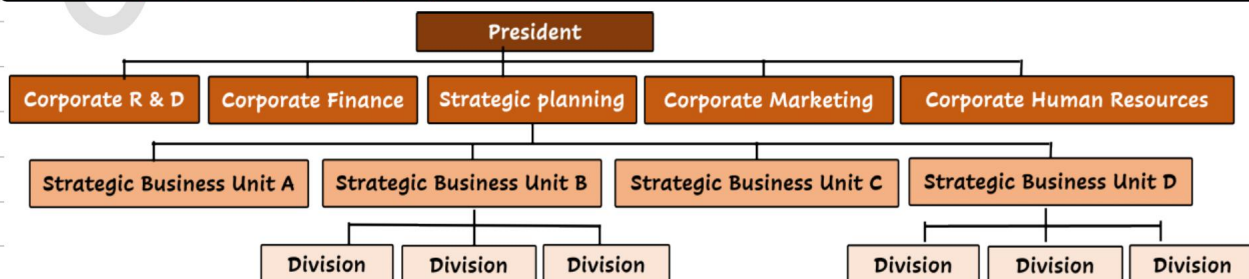 President
Corporate R & D Corporate Finance Strategic planning Corporate Marketing Corporate Human Resources
Strategic Business Unit A Strategic Business Unit B Strategic Business Unit C Strategic Business Unit D
Division Division Division Division Division Division